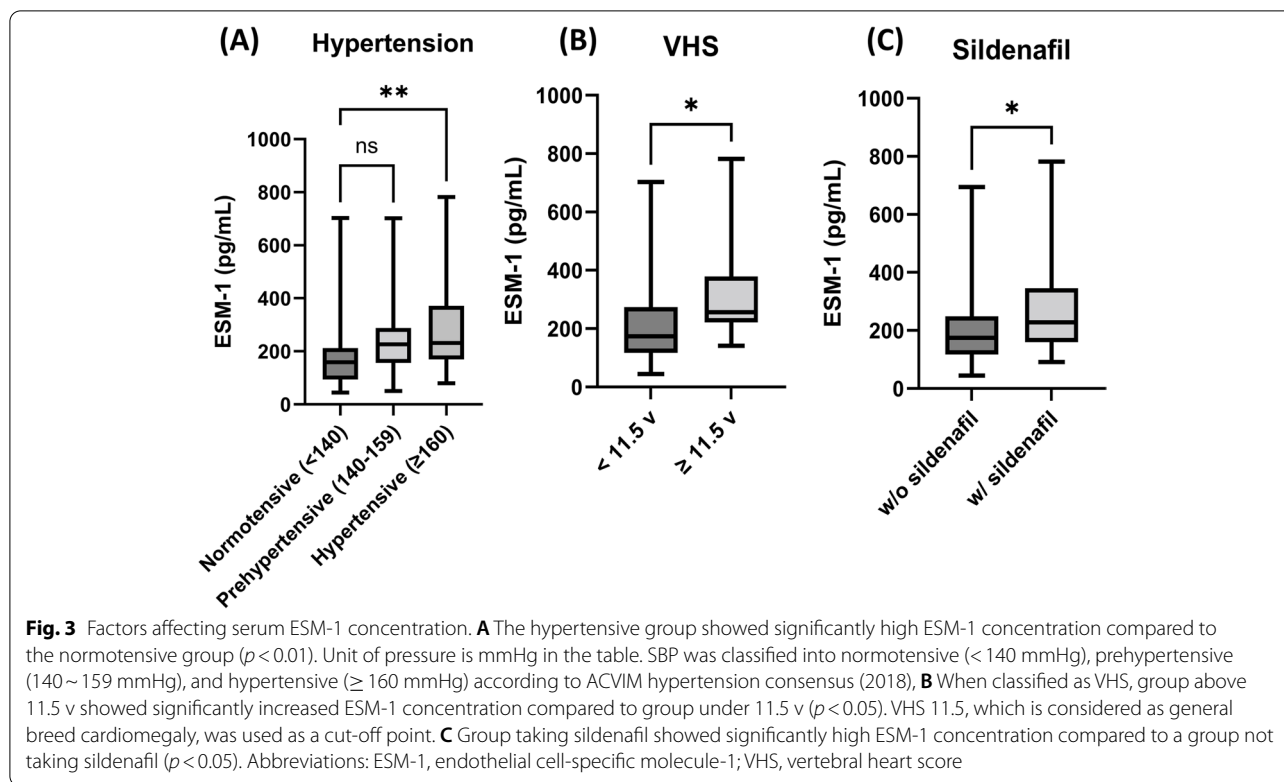 (A) Hypertension
**
ns
1000
800
600
400
200
0
ESM-1 (pg/mL)
Normotensive (<140)
Prehypertensive (140-159)
Hypertensive (≥160)
(B) VHS
*
1000
800
600
400
200
0
ESM-1 (pg/mL)
< 11.5 v
≥ 11.5 v
(C) Sildenafil
*
1000
800
600
400
200
0
ESM-1 (pg/mL)
w/o sildenafil
w/ sildenafil
Fig. 3 Factors affecting serum ESM-1 concentration. A The hypertensive group showed significantly high ESM-1 concentration compared to
the normotensive group (p < 0.01). Unit of pressure is mmHg in the table. SBP was classified into normotensive (< 140 mmHg), prehypertensive
(140 ~ 159 mmHg), and hypertensive (≥ 160 mmHg) according to ACVIM hypertension consensus (2018), B When classified as VHS, group above
11.5 v showed significantly increased ESM-1 concentration compared to group under 11.5 v (p < 0.05). VHS 11.5, which is considered as general
breed cardiomegaly, was used as a cut-off point. C Group taking sildenafil showed significantly high ESM-1 concentration compared to a group not
taking sildenafil (p < 0.05). Abbreviations: ESM-1, endothelial cell-specific molecule-1; VHS, vertebral heart score